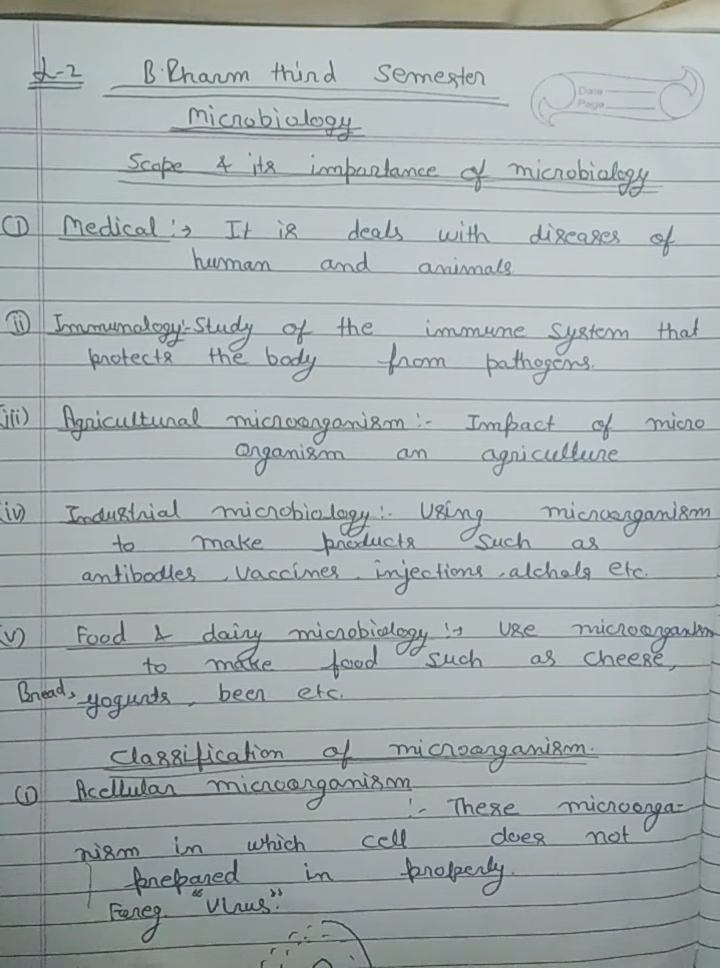 L-2 B.Pharm third semester
Date
Page
Microbiology
Scope & its importance of microbiology
(i) Medical :→ It is deals with diseases of
human and animals
(ii) Immunology:- Study of the immune system that
protects the body from pathogens.
(iii) Agricultural microorganism :- Impact of micro
organism an agriculture
(iv) Industrial microbiology :- Using microorganism
to make products such as
antibodies, vaccines, injections, alchols etc.
(v) Food & dairy microbiology :→ Use microorganism
to make food such as cheese,
Bread, yogurts, beer etc.
Classification of microorganism.
(i) Acellular microorganism
:- These microorga-
nism in which cell does not
prepared in properly.
Foreg. "Virus".